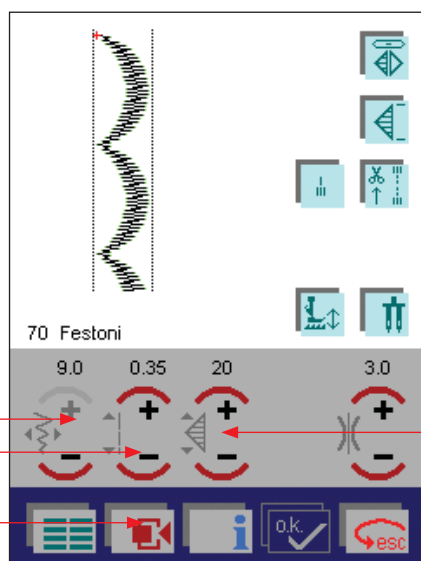 70 Festoni
9.0 0.35 20 3.0
+ + + +
− − −
i o.k. esc